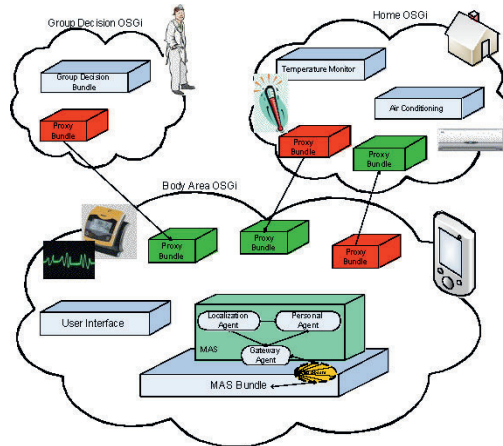 Group Decision OSGi
Home OSGi
Group Decision
Bundle
Temperature Monitor
Air Conditioning
Proxy
Bundle
Proxy
Bundle
Proxy
Bundle
Body Area OSGi
Proxy
Bundle
Proxy
Bundle
Proxy
Bundle
User Interface
Localization
Agent
Personal
Agent
MAS
Gateway
Agent
MAS Bundle